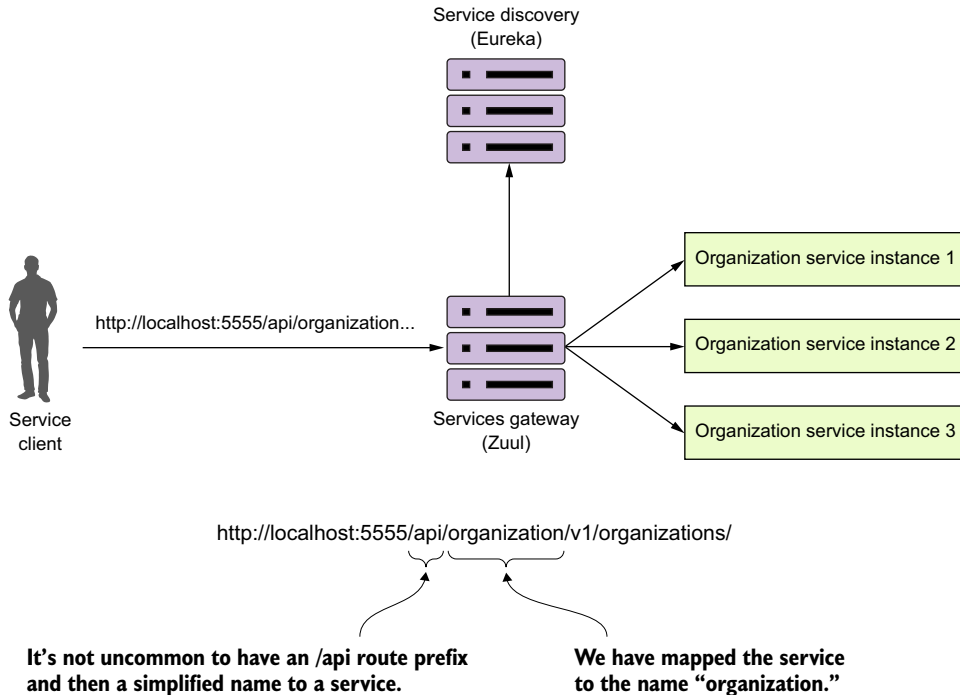 Service discovery
(Eureka)
Organization service instance 1
http://localhost:5555/api/organization...
Organization service instance 2
Service
client
Services gateway
(Zuul)
Organization service instance 3
http://localhost:5555/api/organization/v1/organizations/
It’s not uncommon to have an /api route prefix
and then a simplified name to a service.
We have mapped the service
to the name “organization.”